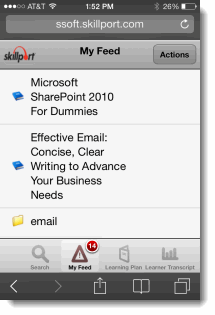 AT&T 1:52 PM 26%
ssoft.skillport.com
skillport My Feed Actions
Microsoft
SharePoint 2010
For Dummies
Effective Email:
Concise, Clear
Writing to Advance
Your Business
Needs
email
14
Search My Feed Learning Plan Learner Transcript